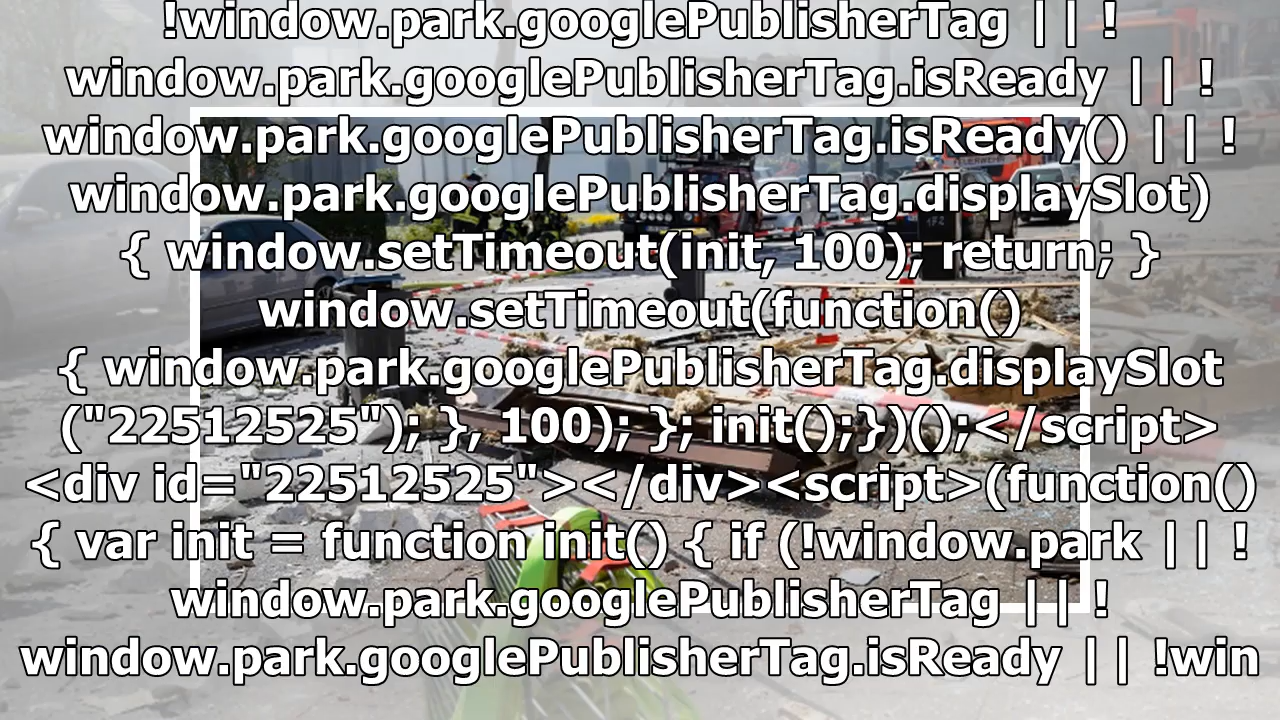 !window.park.googlePublisherTag || !
window.park.googlePublisherTag.isReady || !
window.park.googlePublisherTag.isReady() || !
window.park.googlePublisherTag.displaySlot)
{ window.setTimeout(init, 100); return; }
window.setTimeout(function()
{ window.park.googlePublisherTag.displaySlot
("22512525"); }, 100); }; init();})();</script>
<div id="22512525"></div><script>(function()
{ var init = function init() { if (!window.park || !
window.park.googlePublisherTag || !
window.park.googlePublisherTag.isReady || !win
FEUERWEHR